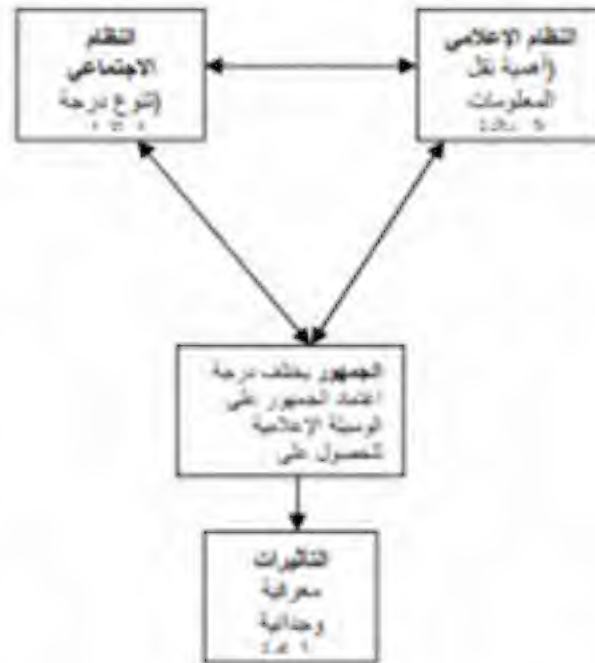 النظام الإعلامي
(أهمية نقل
المعلومات
النظام
الاجتماعي
(تنوع درجة
الجمهور يختلف درجة
اعتماد الجمهور على
الوسيلة الإعلامية
للحصول على
التأثيرات
معرفية
وجدانية